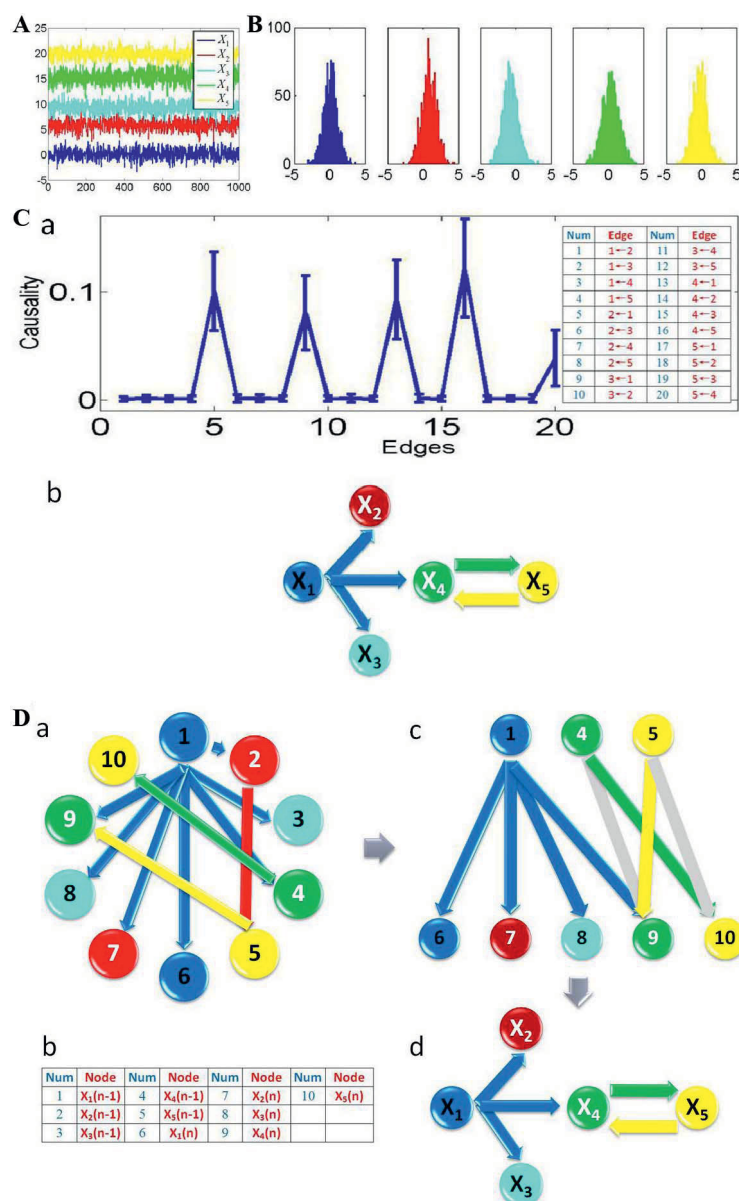 A
25
20
15
10
5
0
-5
0 200 400 600 800 1000
X1
X2
X3
X4
X5
B
100
50
0
-5 0 5
-5 0 5
-5 0 5
-5 0 5
-5 0 5
C a
Causality
0.1
0
0 5 10 15 20
Edges
Num Edge Num Edge
1 1←2 11 3←4
2 1←3 12 3←5
3 1←4 13 4←1
4 1←5 14 4←2
5 2←1 15 4←3
6 2←3 16 4←5
7 2←4 17 5←1
8 2←5 18 5←2
9 3←1 19 5←3
10 3←2 20 5←4
b
X2
X1
X4
X5
X3
D a
1
2
3
4
5
6
7
8
9
10
c
1 4 5
6 7 8 9 10
b
Num Node Num Node Num Node Num Node
1 X1(n-1) 4 X4(n-1) 7 X2(n) 10 X5(n)
2 X2(n-1) 5 X5(n-1) 8 X3(n)
3 X3(n-1) 6 X1(n) 9 X4(n)
d
X2
X1
X4
X5
X3